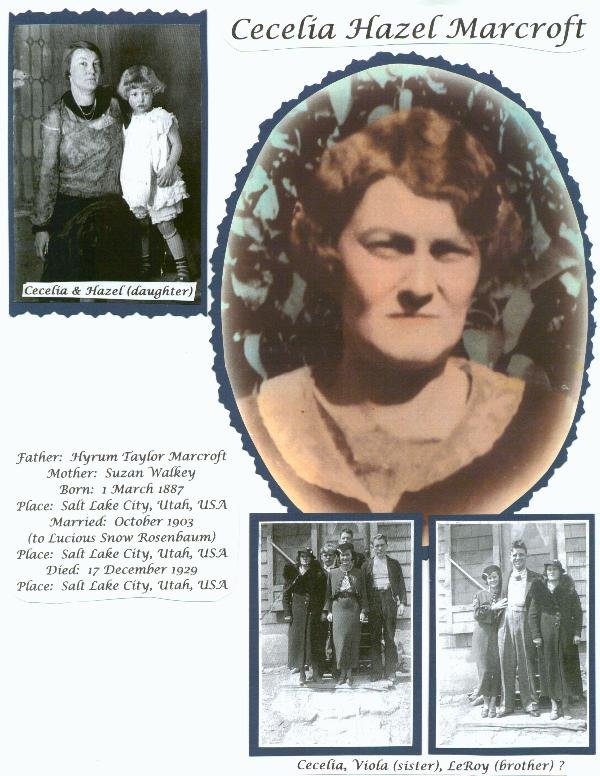 Cecelia Hazel Marcroft
Cecelia & Hazel (daughter)
Father: Hyrum Taylor Marcroft
Mother: Suzan Walkey
Born: 1 March 1887
Place: Salt Lake City, Utah, USA
Married: October 1903
(to Lucious Snow Rosenbaum)
Place: Salt Lake City, Utah, USA
Died: 17 December 1929
Place: Salt Lake City, Utah, USA
Cecelia, Viola (sister), LeRoy (brother) ?